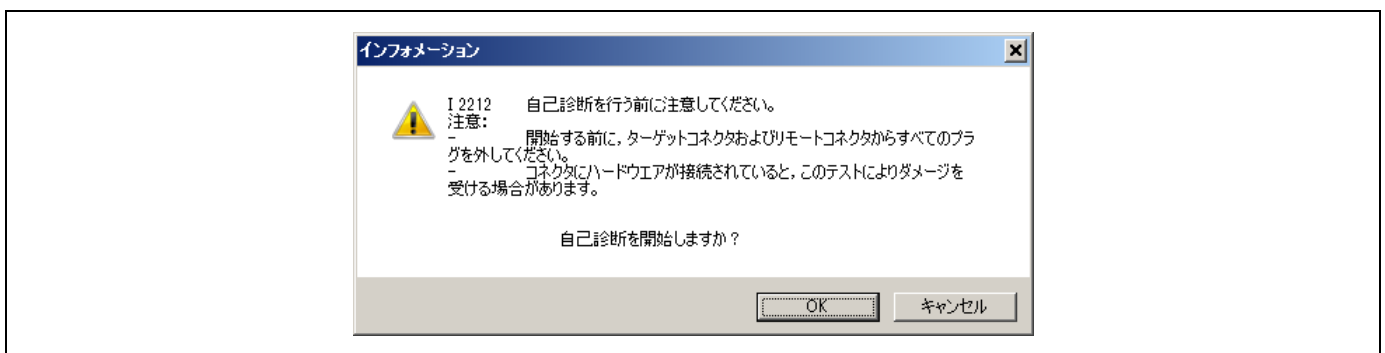 インフォメーション
I 2212 自己診断を行う前に注意してください。
注意:
- 開始する前に, ターゲットコネクタおよびリモートコネクタからすべてのプラ
グを外してください。
- コネクタにハードウエアが接続されていると, このテストによりダメージを
受ける場合があります。
自己診断を開始しますか？
OK キャンセル